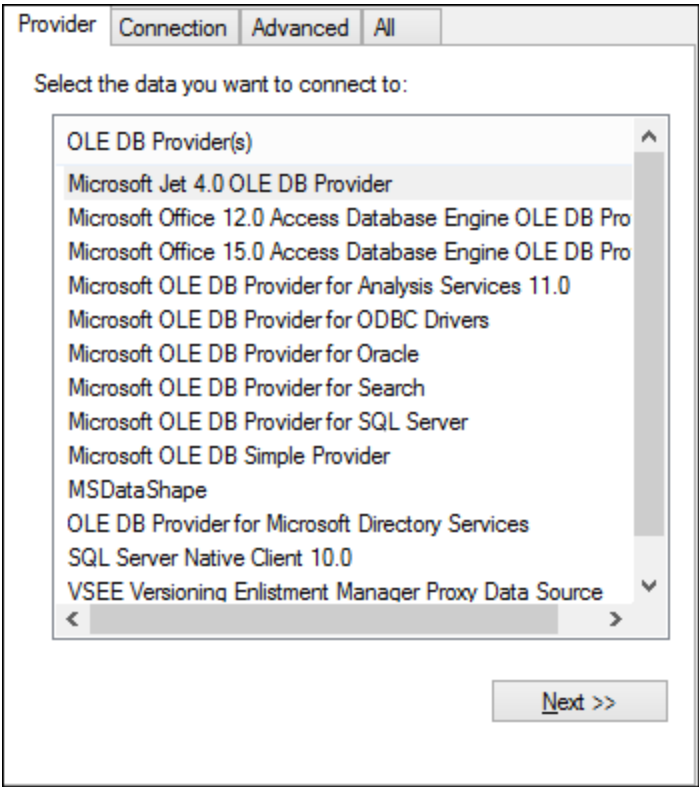 Provider
Connection
Advanced
All
Select the data you want to connect to:
OLE DB Provider(s)
Microsoft Jet 4.0 OLE DB Provider
Microsoft Office 12.0 Access Database Engine OLE DB Pro
Microsoft Office 15.0 Access Database Engine OLE DB Pro
Microsoft OLE DB Provider for Analysis Services 11.0
Microsoft OLE DB Provider for ODBC Drivers
Microsoft OLE DB Provider for Oracle
Microsoft OLE DB Provider for Search
Microsoft OLE DB Provider for SQL Server
Microsoft OLE DB Simple Provider
MSDataShape
OLE DB Provider for Microsoft Directory Services
SQL Server Native Client 10.0
VSEE Versioning Enlistment Manager Proxy Data Source
Next >>